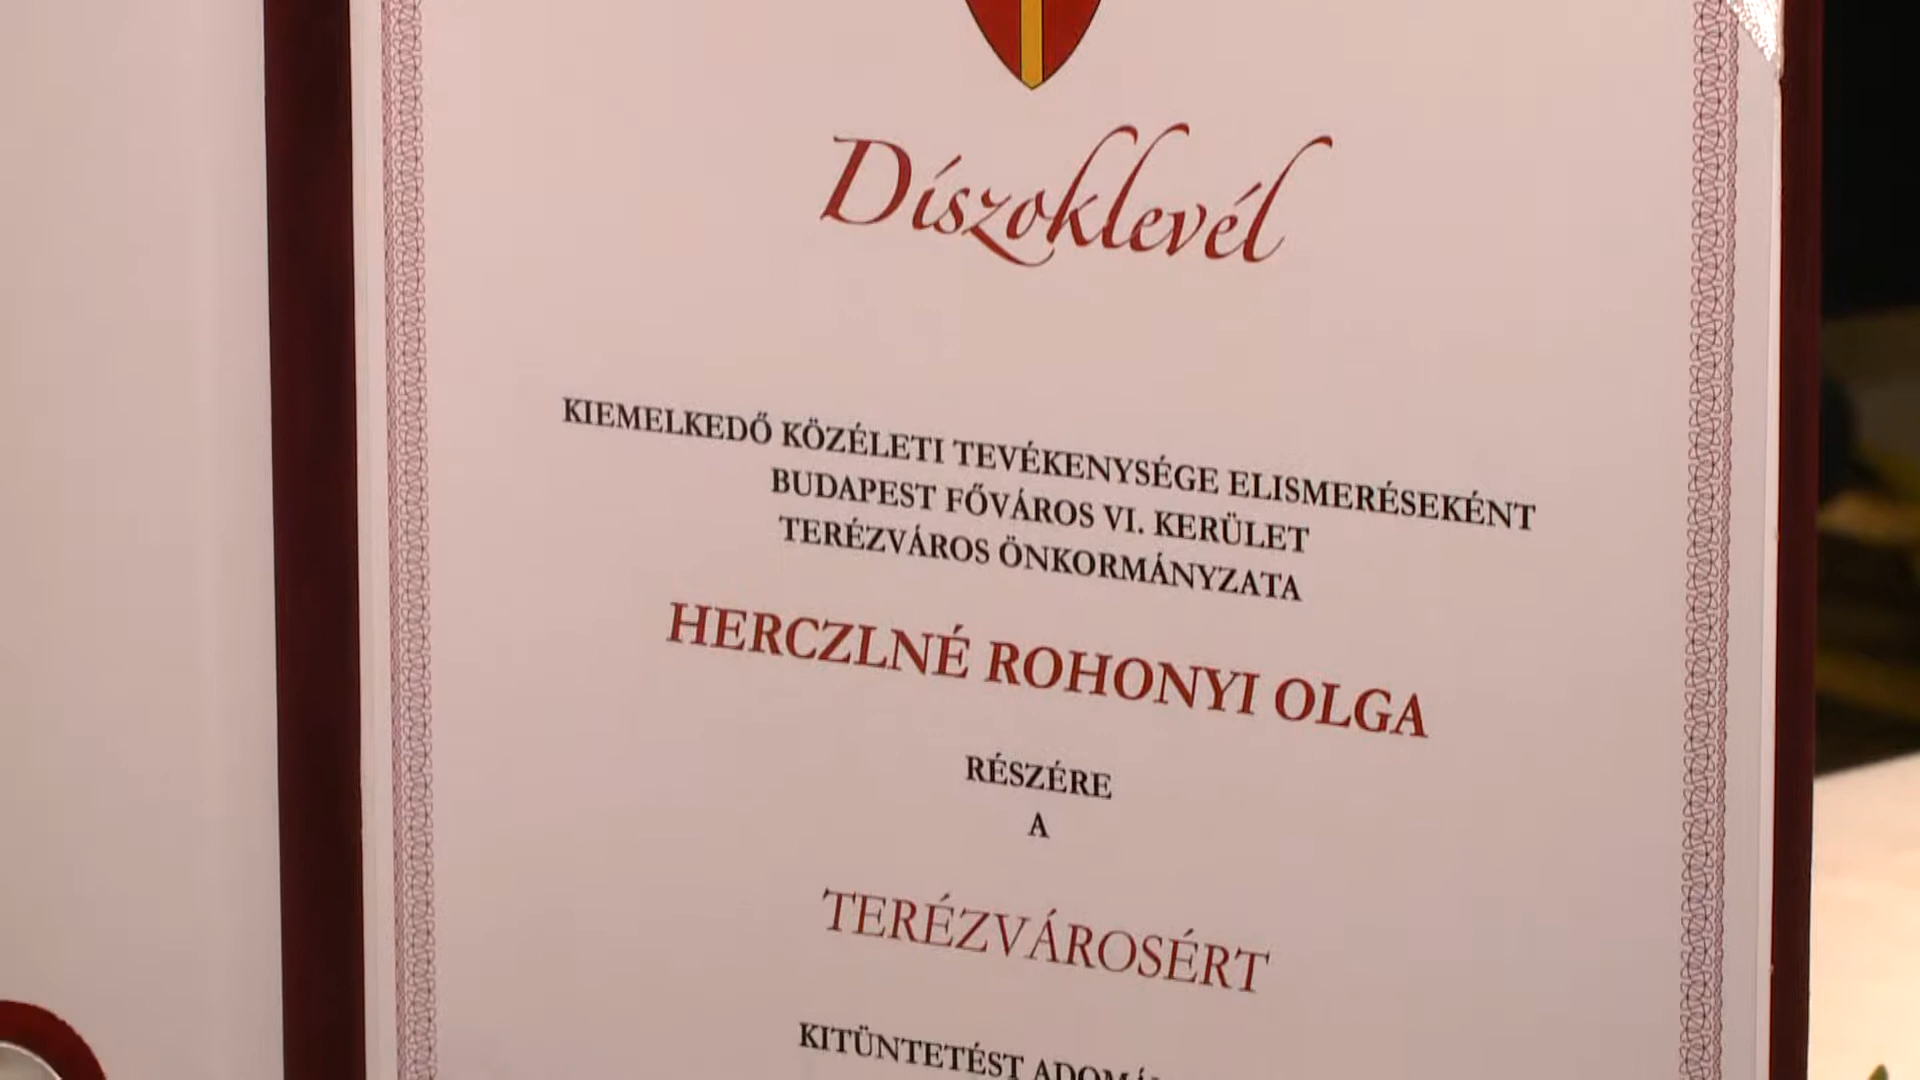 Díszoklevél
KIEMELKEDŐ KÖZÉLETI TEVÉKENYSÉGE ELISMERÉSEKÉNT
BUDAPEST FŐVÁROS VI. KERÜLET
TERÉZVÁROS ÖNKORMÁNYZATA
HERCZLNÉ ROHONYI OLGA
RÉSZÉRE
A
TERÉZVÁROSÉRT
KITÜNTETÉST